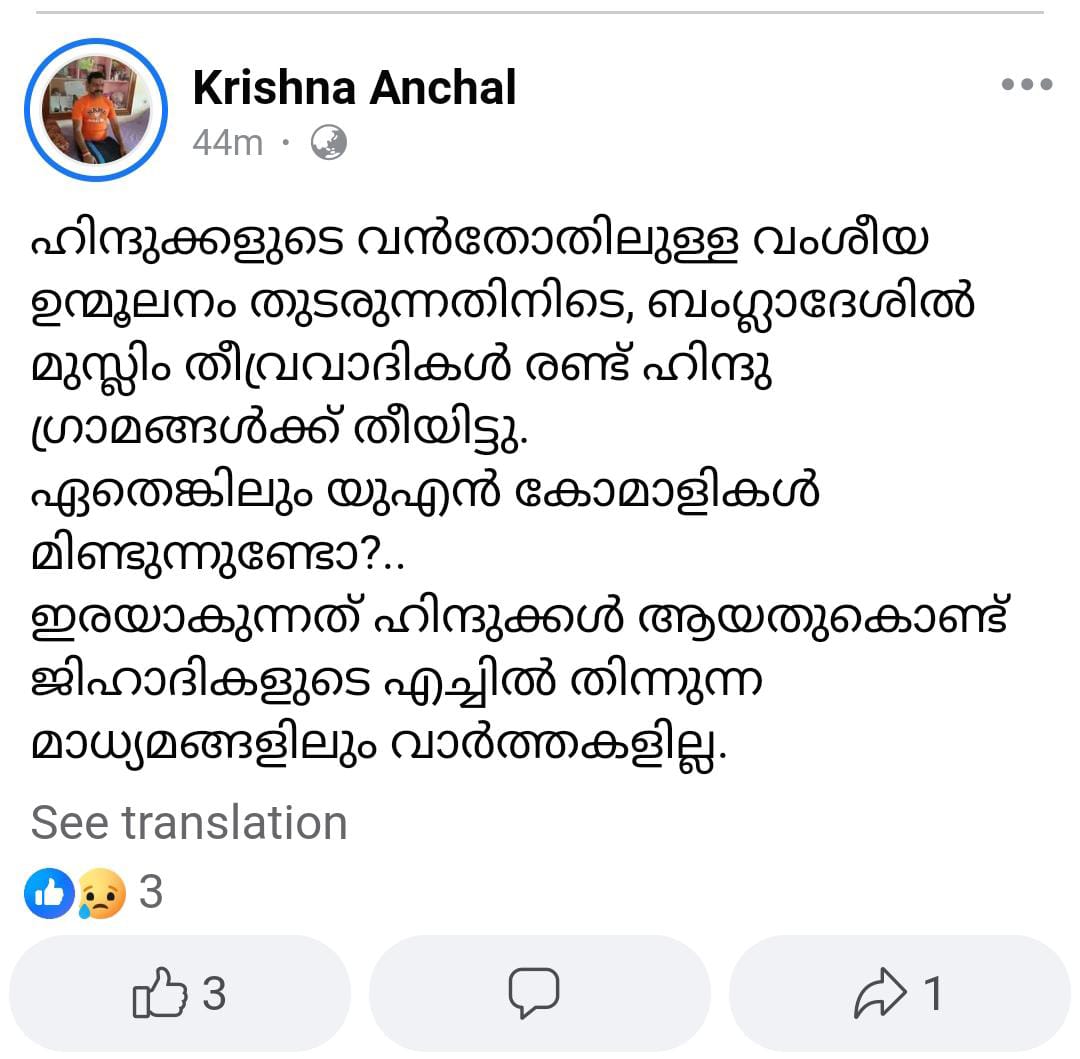 Krishna Anchal
44m ·
ഹിന്ദുക്കളുടെ വൻതോതിലുള്ള വംശീയ
ഉന്മൂലനം തുടരുന്നതിനിടെ, ബംഗ്ലാദേശിൽ
മുസ്ലിം തീവ്രവാദികൾ രണ്ട് ഹിന്ദു
ഗ്രാമങ്ങൾക്ക് തീയിട്ടു.
ഏതെങ്കിലും യുഎൻ കോമാളികൾ
മിണ്ടുന്നുണ്ടോ?..
ഇരയാകുന്നത് ഹിന്ദുക്കൾ ആയതുകൊണ്ട്
ജിഹാദികളുടെ എച്ചിൽ തിന്നുന്ന
മാധ്യമങ്ങളിലും വാർത്തകളില്ല.
See translation
3
3
1